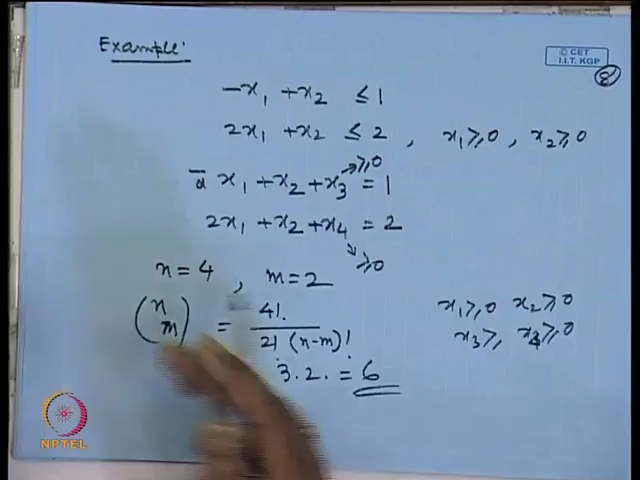 Example:
© CET
I.I.T. KGP
8
-x₁ + x₂ ≤ 1
2x₁ + x₂ ≤ 2 , x₁ ≥ 0 , x₂ ≥ 0
- x₁ + x₂ + x₃ = 1 → ≥ 0
2x₁ + x₂ + x₄ = 2 → ≥ 0
n = 4 , m = 2
(n m) = 4! / 2! (n-m)!
x₁ ≥ 0 x₂ ≥ 0
x₃ ≥, x₄ ≥ 0
3.2. = 6
NPTEL